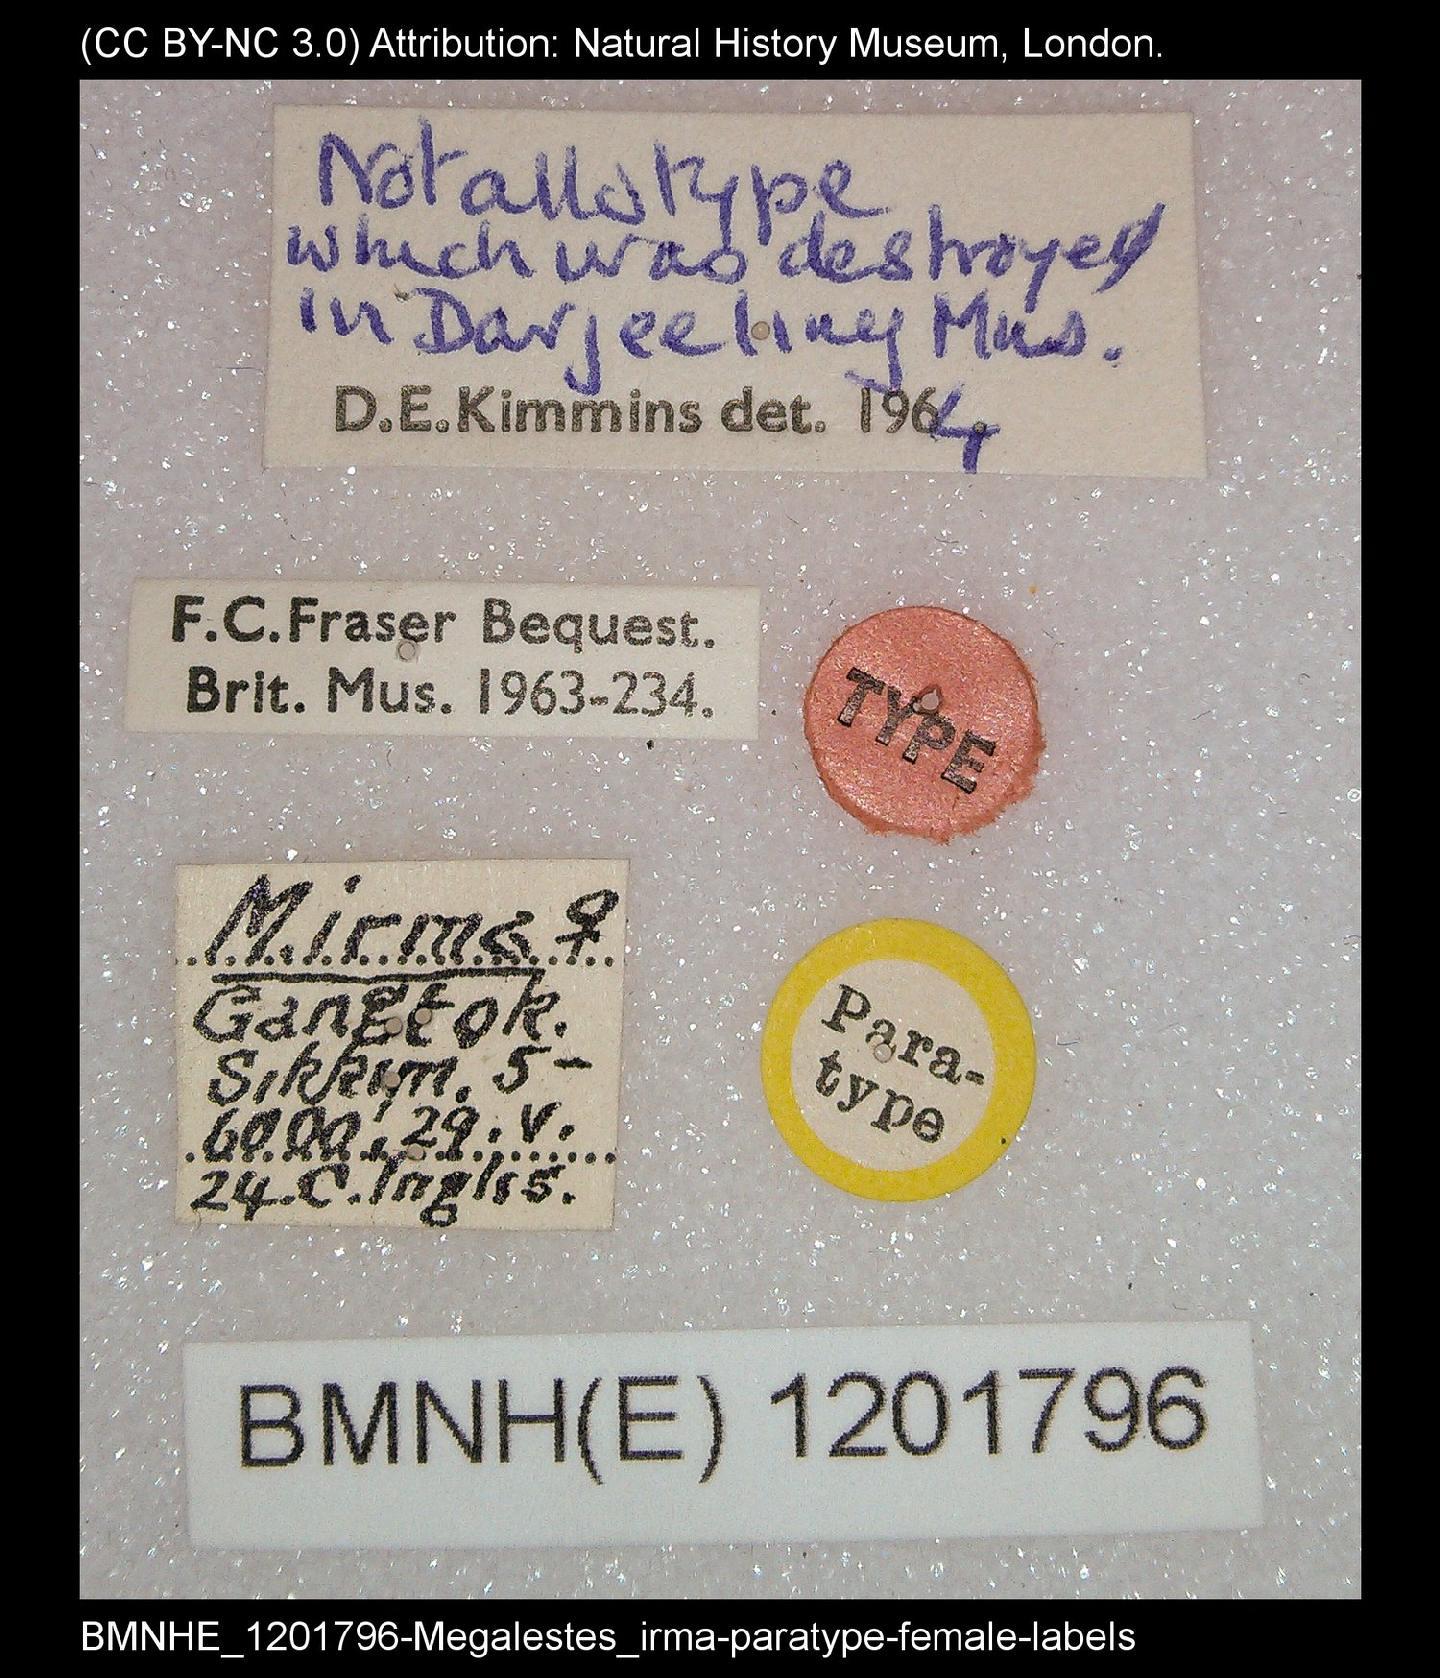 (CC BY-NC 3.0) Attribution: Natural History Museum, London.
Not allotype
which was destroyed
in Darjeeling Mus.
D.E.Kimmins det. 1964.
F.C.Fraser Bequest.
Brit. Mus. 1963-234.
TYPE
M.irma ♀
Gangtok.
Sikkim. 5-
6000', 29.V.
24.C.Inglis.
Para-
type
BMNH(E) 1201796
BMNHE_1201796-Megalestes_irma-paratype-female-labels